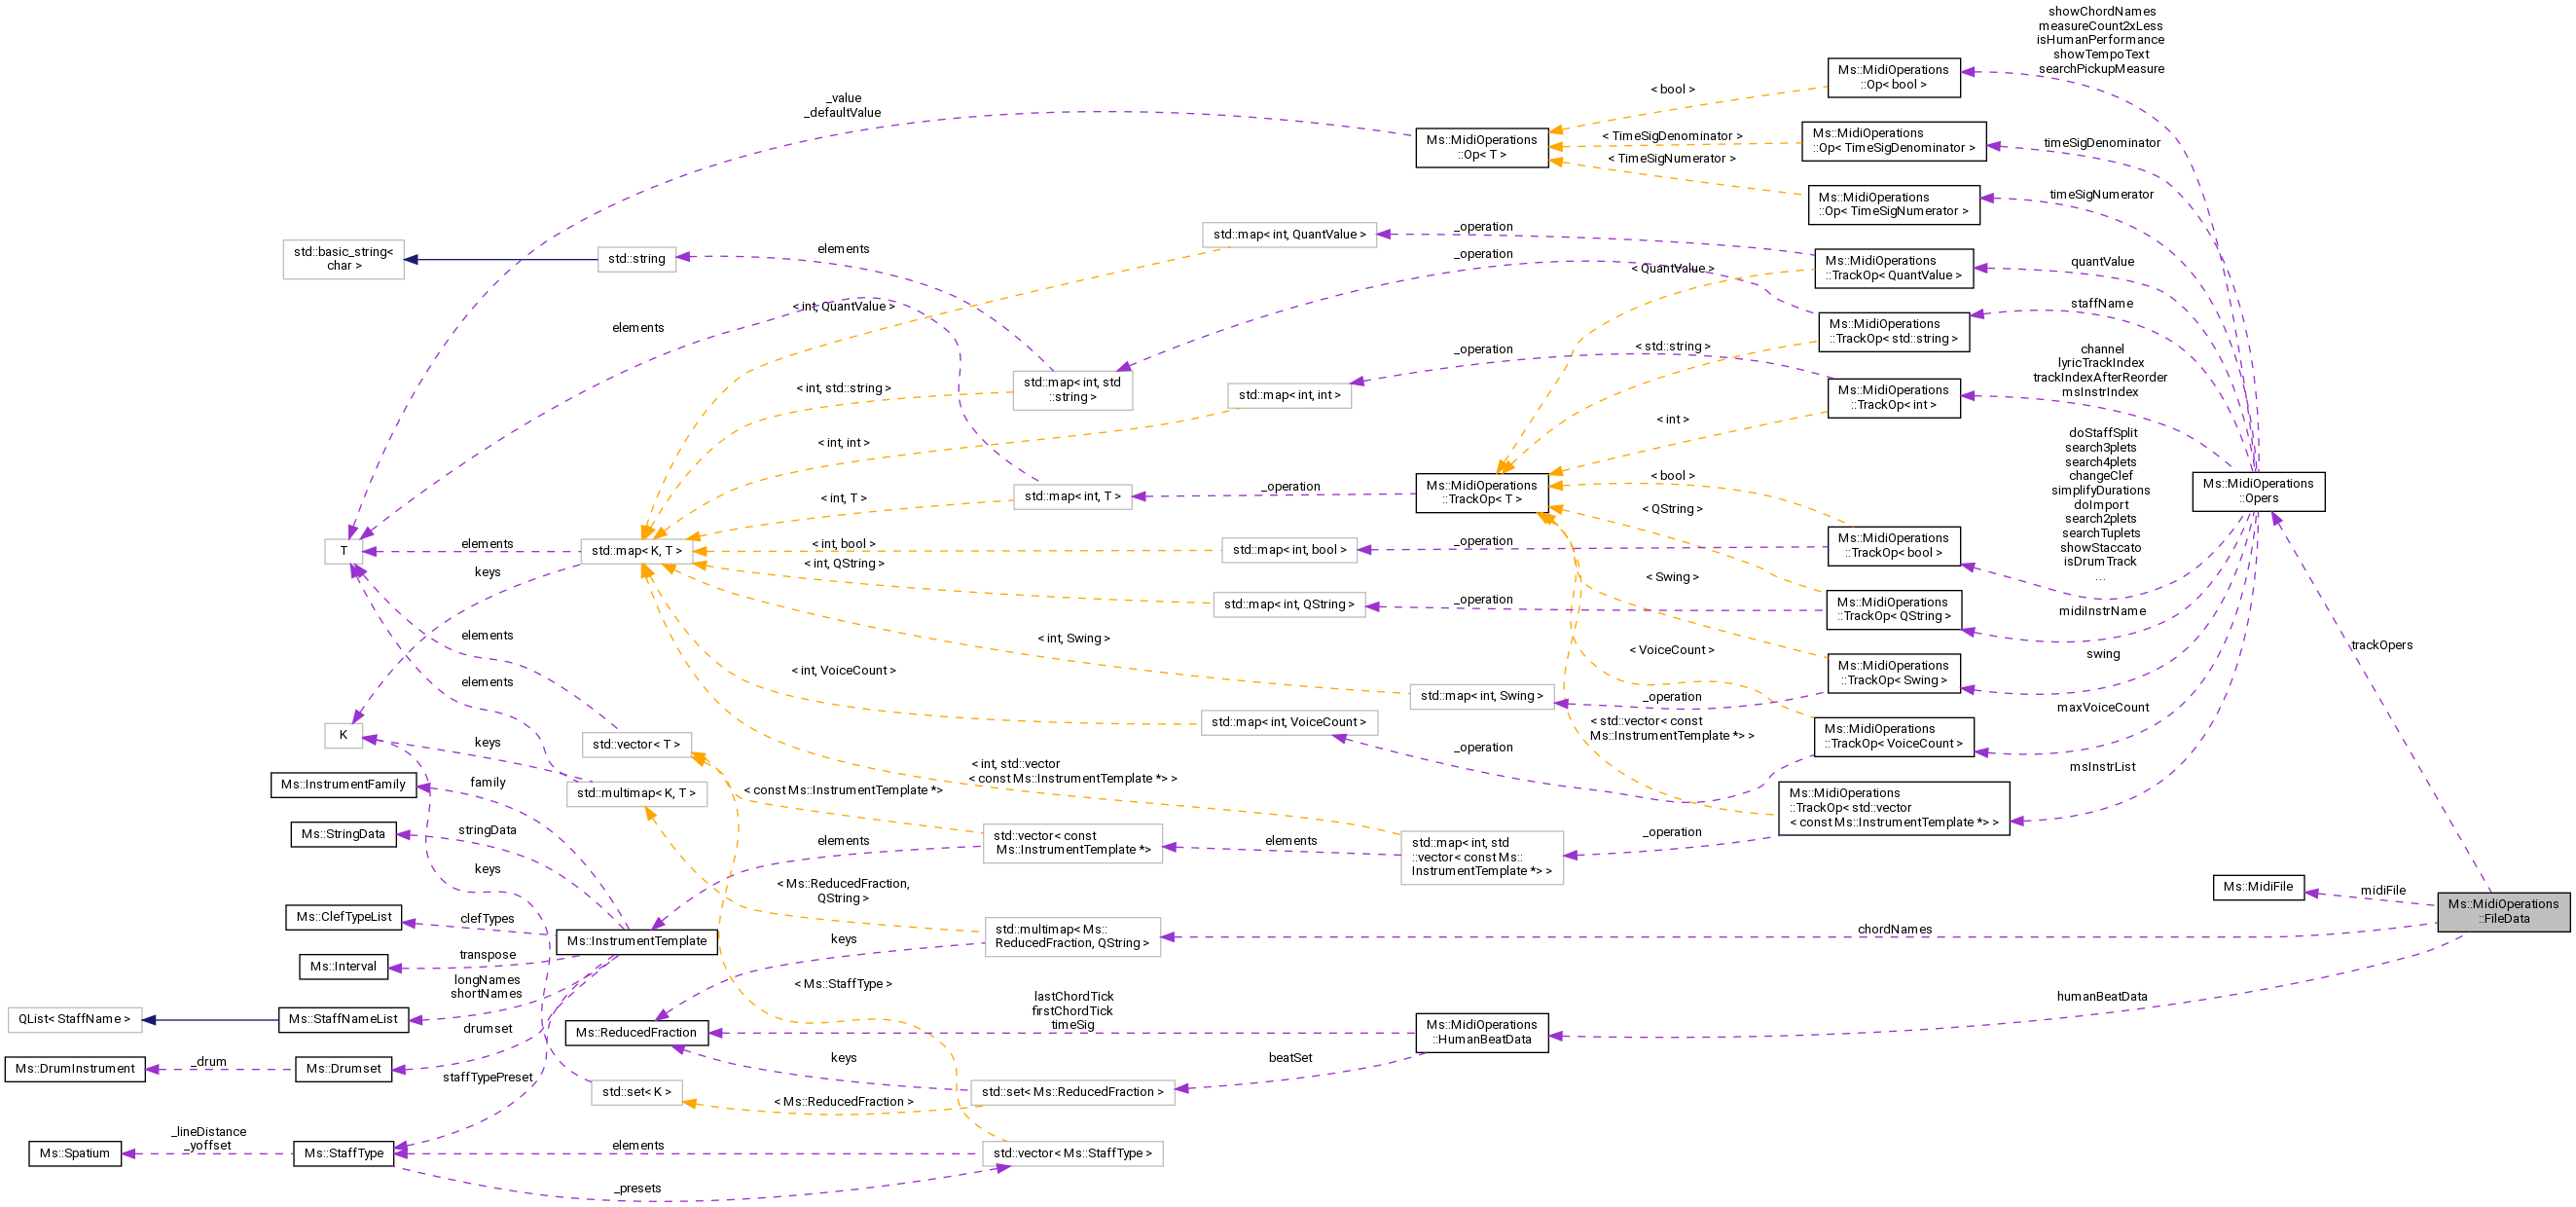 showChordNames
measureCount2xLess
isHumanPerformance
showTempoText
searchPickupMeasure
Ms::MidiOperations
::Op< bool >
< bool >
_value
_defaultValue
Ms::MidiOperations
::Op< T >
< TimeSigDenominator >
Ms::MidiOperations
::Op< TimeSigDenominator >
timeSigDenominator
< TimeSigNumerator >
Ms::MidiOperations
::Op< TimeSigNumerator >
timeSigNumerator
std::basic_string<
char >
std::string
elements
std::map< int, QuantValue >
_operation
Ms::MidiOperations
::TrackOp< QuantValue >
quantValue
_operation
< QuantValue >
< int, QuantValue >
elements
staffName
Ms::MidiOperations
::TrackOp< std::string >
< std::string >
_operation
std::map< int, std
::string >
< int, std::string >
std::map< int, int >
channel
lyricTrackIndex
trackIndexAfterReorder
msInstrIndex
Ms::MidiOperations
::TrackOp< int >
< int >
< int, int >
doStaffSplit
search3plets
search4plets
changeClef
simplifyDurations
doImport
search2plets
searchTuplets
showStaccato
isDrumTrack
...
Ms::MidiOperations
::Opers
< bool >
Ms::MidiOperations
::TrackOp< T >
_operation
std::map< int, T >
< int, T >
< QString >
T
elements
std::map< K, T >
< int, bool >
std::map< int, bool >
_operation
Ms::MidiOperations
::TrackOp< bool >
keys
< int, QString >
< Swing >
std::map< int, QString >
_operation
Ms::MidiOperations
::TrackOp< QString >
midiInstrName
elements
< int, Swing >
< VoiceCount >
trackOpers
swing
Ms::MidiOperations
::TrackOp< Swing >
elements
< int, VoiceCount >
std::map< int, Swing >
_operation
maxVoiceCount
K
std::vector< T >
std::map< int, VoiceCount >
< std::vector< const
Ms::InstrumentTemplate *> >
Ms::MidiOperations
::TrackOp< VoiceCount >
keys
_operation
msInstrList
< int, std::vector
< const Ms::InstrumentTemplate *> >
Ms::InstrumentFamily
family
std::multimap< K, T >
< const Ms::InstrumentTemplate *>
Ms::MidiOperations
::TrackOp< std::vector
< const Ms::InstrumentTemplate *> >
Ms::StringData
stringData
elements
std::vector< const
Ms::InstrumentTemplate *>
elements
std::map< int, std
::vector< const Ms::
InstrumentTemplate *> >
_operation
keys
< Ms::ReducedFraction,
QString >
Ms::MidiFile
midiFile
Ms::MidiOperations
::FileData
Ms::ClefTypeList
clefTypes
Ms::InstrumentTemplate
keys
std::multimap< Ms::
ReducedFraction, QString >
chordNames
Ms::Interval
transpose
longNames
shortNames
< Ms::StaffType >
lastChordTick
firstChordTick
timeSig
humanBeatData
QList< StaffName >
Ms::StaffNameList
drumset
Ms::ReducedFraction
Ms::MidiOperations
::HumanBeatData
Ms::DrumInstrument
_drum
Ms::Drumset
staffTypePreset
keys
beatSet
std::set< K >
< Ms::ReducedFraction >
std::set< Ms::ReducedFraction >
Ms::Spatium
_lineDistance
_yoffset
Ms::StaffType
elements
std::vector< Ms::StaffType >
_presets